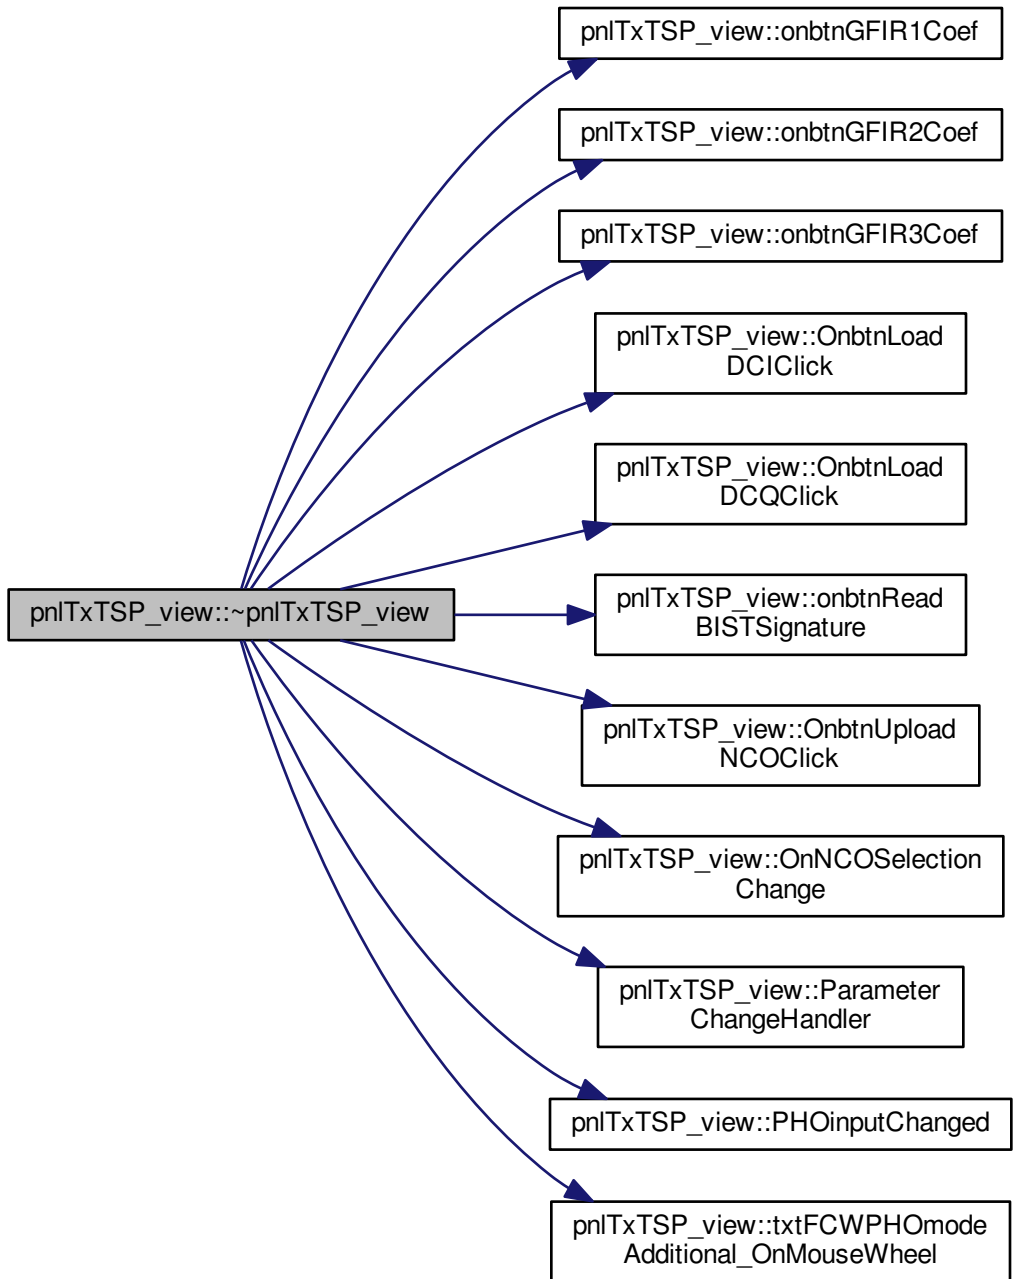 pnlTxTSP_view::onbtnGFIR1Coef
pnlTxTSP_view::onbtnGFIR2Coef
pnlTxTSP_view::onbtnGFIR3Coef
pnlTxTSP_view::OnbtnLoad
DCIClick
pnlTxTSP_view::OnbtnLoad
DCQClick
pnlTxTSP_view::~pnlTxTSP_view
pnlTxTSP_view::onbtnRead
BISTSignature
pnlTxTSP_view::OnbtnUpload
NCOClick
pnlTxTSP_view::OnNCOSelection
Change
pnlTxTSP_view::Parameter
ChangeHandler
pnlTxTSP_view::PHOinputChanged
pnlTxTSP_view::txtFCWPHOmode
Additional_OnMouseWheel